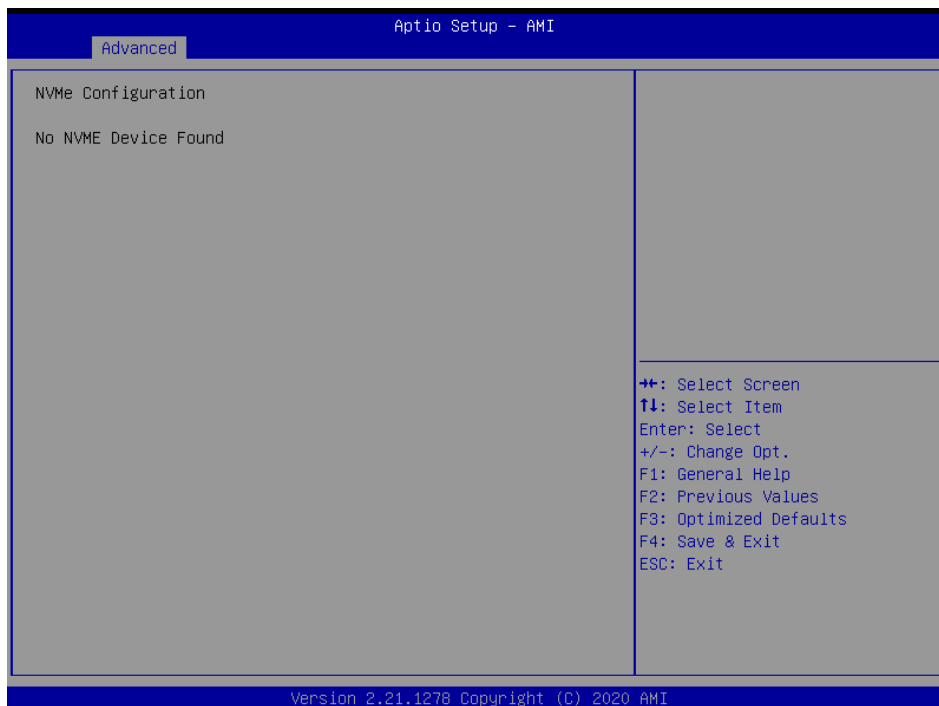 Aptio Setup – AMI
Advanced
NVMe Configuration
No NVME Device Found
→←: Select Screen
↑↓: Select Item
Enter: Select
+/-: Change Opt.
F1: General Help
F2: Previous Values
F3: Optimized Defaults
F4: Save & Exit
ESC: Exit
Version 2.21.1278 Copyright (C) 2020 AMI